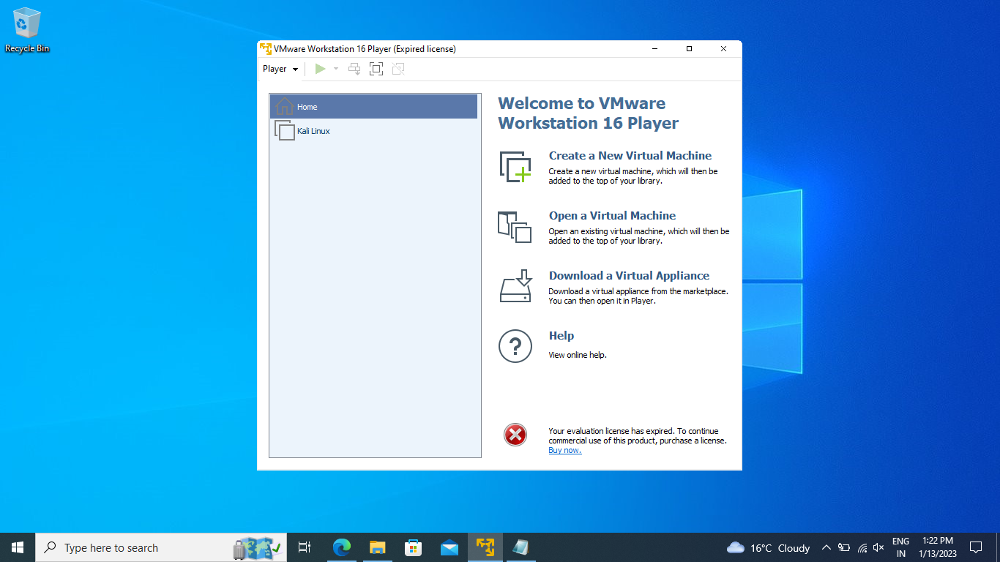 Recycle Bin
VMware Workstation 16 Player (Expired license)
Player
Home
Kali Linux
Welcome to VMware
Workstation 16 Player
Create a New Virtual Machine
Create a new virtual machine, which will then be
added to the top of your library.
Open a Virtual Machine
Open an existing virtual machine, which will then be
added to the top of your library.
Download a Virtual Appliance
Download a virtual appliance from the marketplace.
You can then open it in Player.
?
Help
View online help.
Your evaluation license has expired. To continue
commercial use of this product, purchase a license.
Buy now.
Type here to search
16°C Cloudy
ENG
IN
1:22 PM
1/13/2023